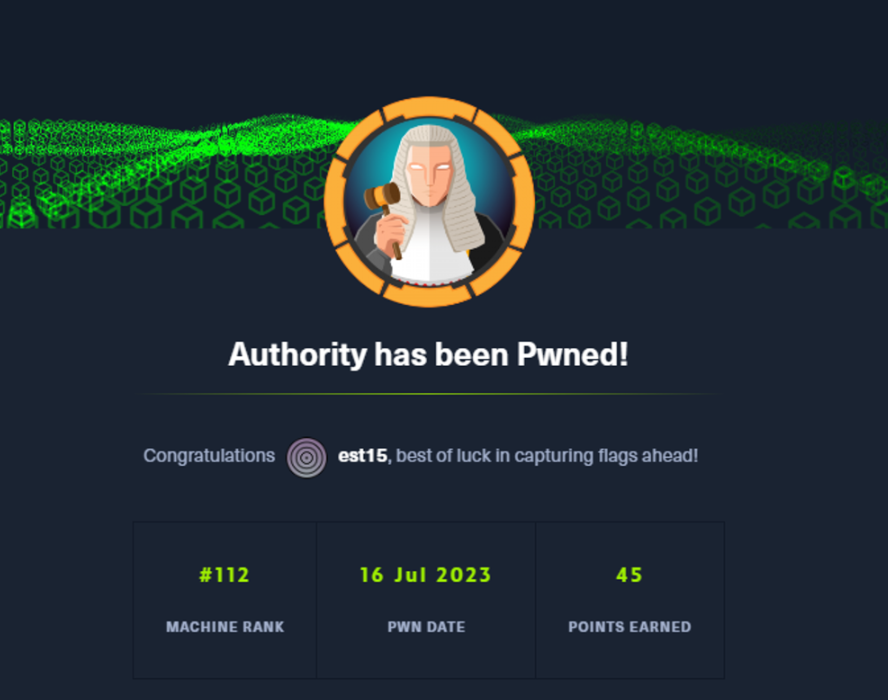 Authority has been Pwned!
Congratulations est15, best of luck in capturing flags ahead!
#112 16 Jul 2023 45
MACHINE RANK PWN DATE POINTS EARNED